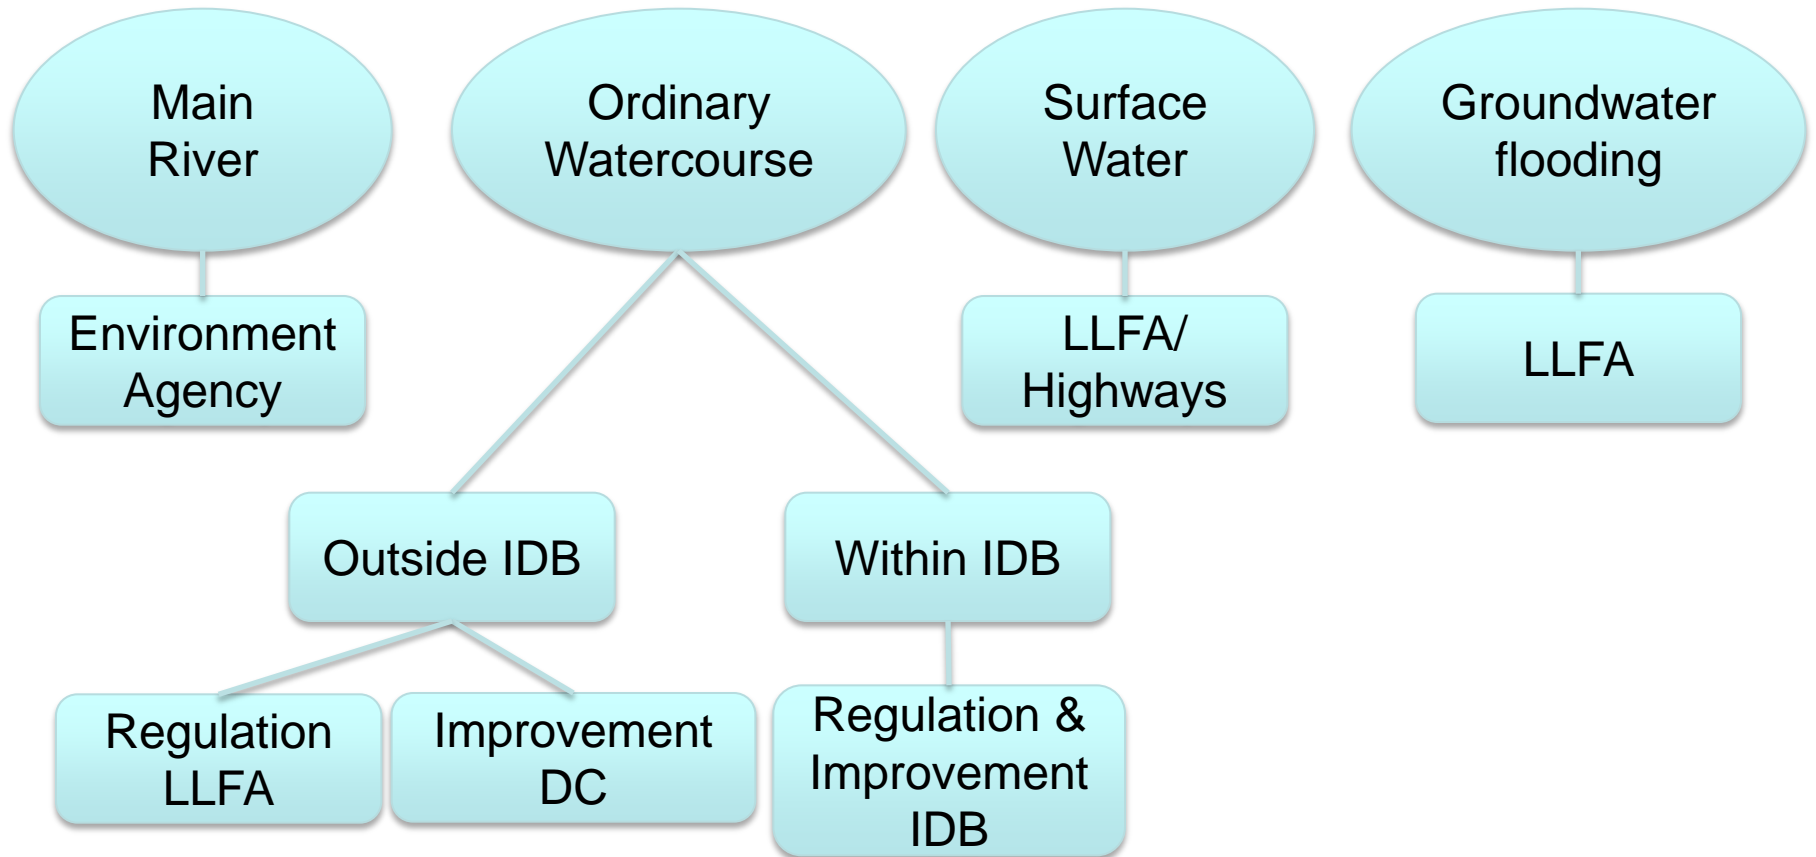 Main
River
Ordinary
Watercourse
Surface
Water
Groundwater
flooding
Environment
Agency
LLFA/
Highways
LLFA
Outside IDB
Within IDB
Regulation
LLFA
Improvement
DC
Regulation &
Improvement
IDB